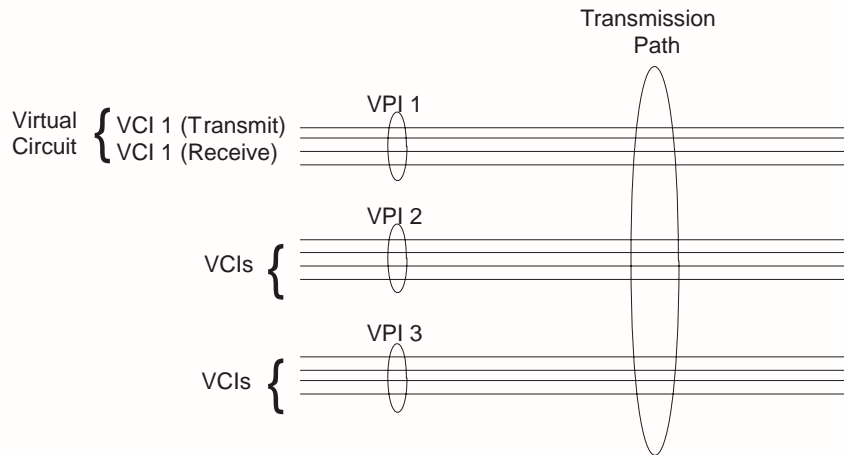 Transmission
Path
VPI 1
Virtual
Circuit
{ VCI 1 (Transmit)
VCI 1 (Receive)
VPI 2
VCIs {
VPI 3
VCIs {